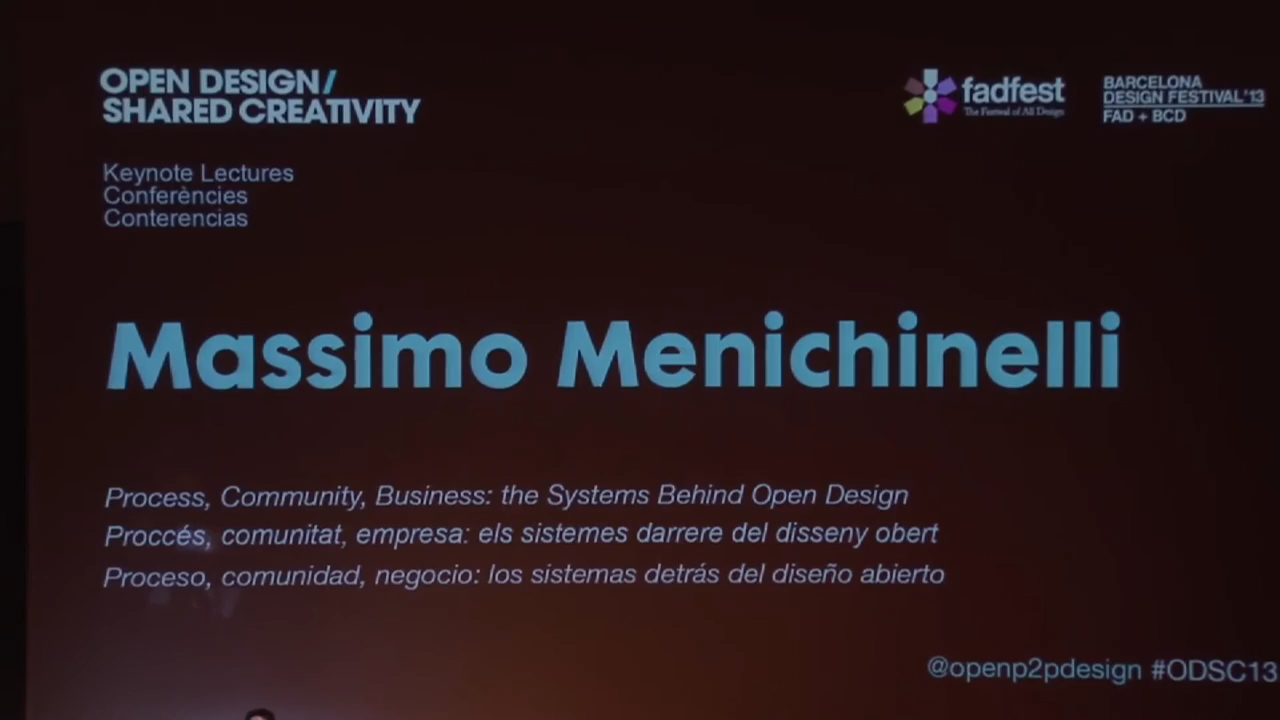 OPEN DESIGN/
SHARED CREATIVITY
fadfest
The Festival of All Design
BARCELONA
DESIGN FESTIVAL'13
FAD + BCD
Keynote Lectures
Conferències
Conterencias
Massimo Menichinelli
Process, Community, Business: the Systems Behind Open Design
Proccés, comunitat, empresa: els sistemes darrere del disseny obert
Proceso, comunidad, negocio: los sistemas detrás del diseño abierto
@openp2pdesign #ODSC13